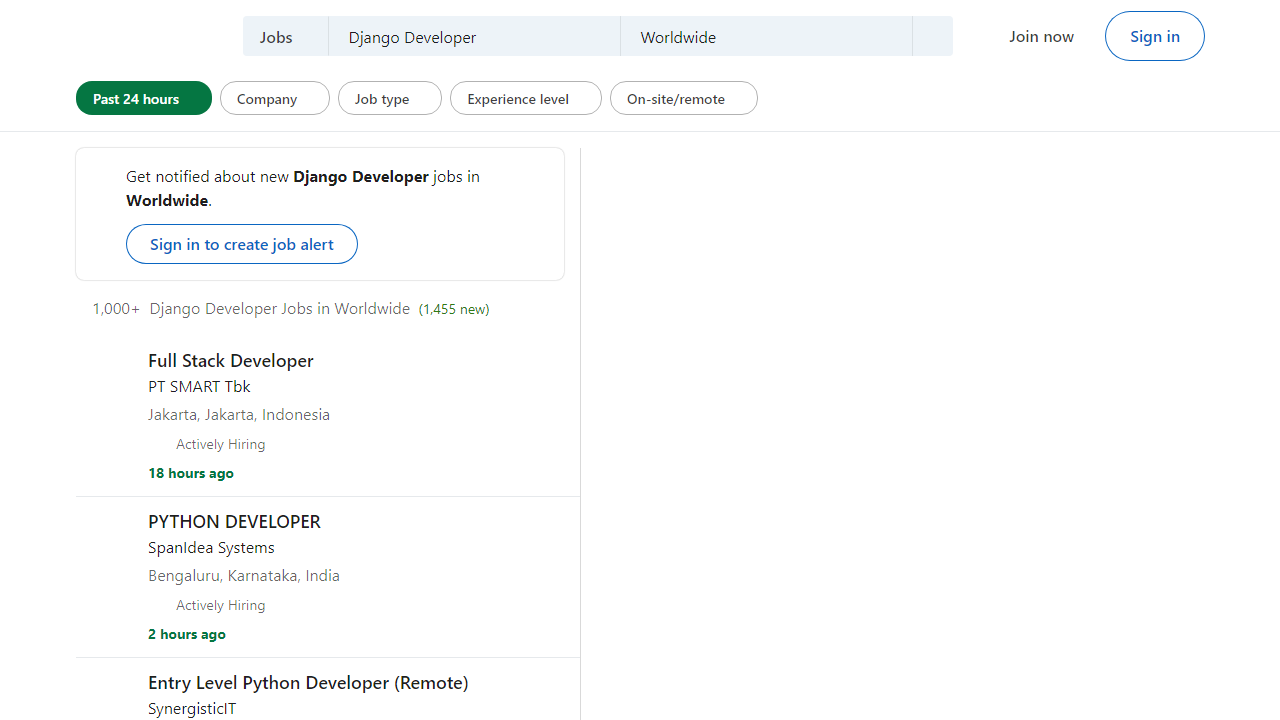 Jobs
Django Developer
Worldwide
Join now
Sign in
Past 24 hours
Company
Job type
Experience level
On-site/remote
Get notified about new Django Developer jobs in
Worldwide.
Sign in to create job alert
1,000+ Django Developer Jobs in Worldwide (1,455 new)
Full Stack Developer
PT SMART Tbk
Jakarta, Jakarta, Indonesia
Actively Hiring
18 hours ago
PYTHON DEVELOPER
SpanIdea Systems
Bengaluru, Karnataka, India
Actively Hiring
2 hours ago
Entry Level Python Developer (Remote)
SynergisticIT